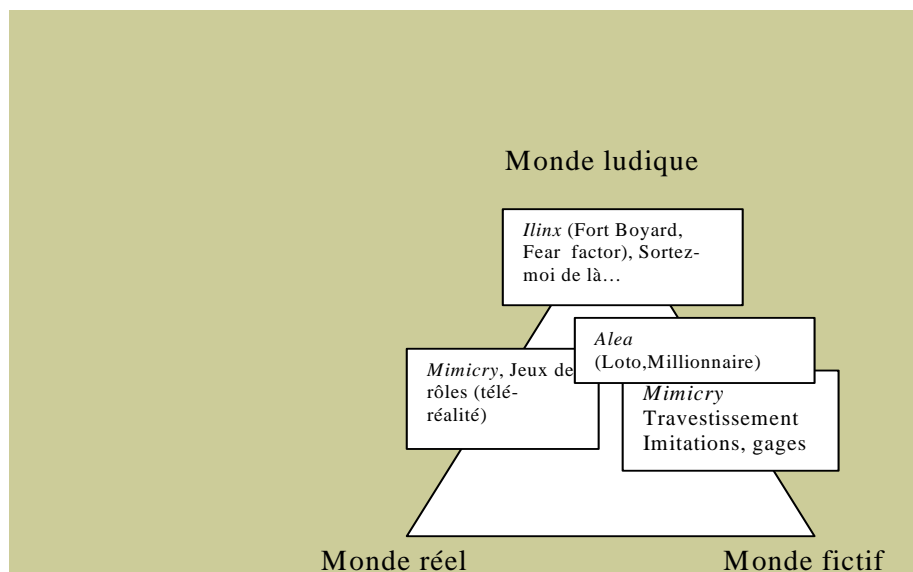 Monde ludique
Ilinx (Fort Boyard,
Fear factor), Sortez-
moi de là…
Alea
(Loto,Millionnaire)
Mimicry, Jeux de
rôles (télé-
réalité)
Mimicry
Travestissement
Imitations, gages
Monde réel
Monde fictif